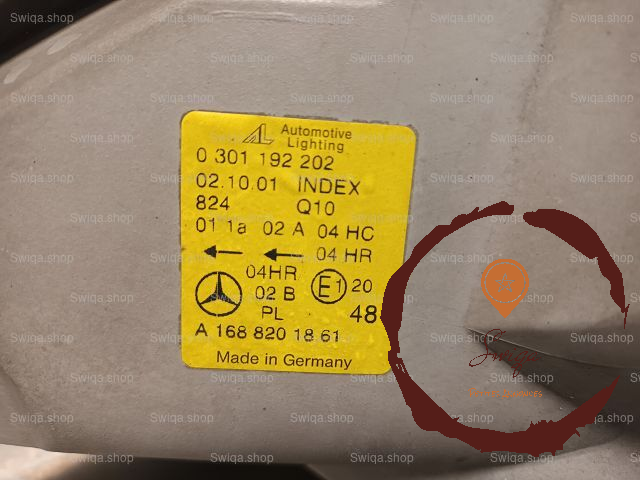 Automotive
Lighting
0 301 192 202
02.10.01 INDEX
824 Q10
01 1a 02 A 04 HC
04 HR
04HR
02 B E1 20
PL 48
A 168 820 18 61
Made in Germany
Swiqa.shop